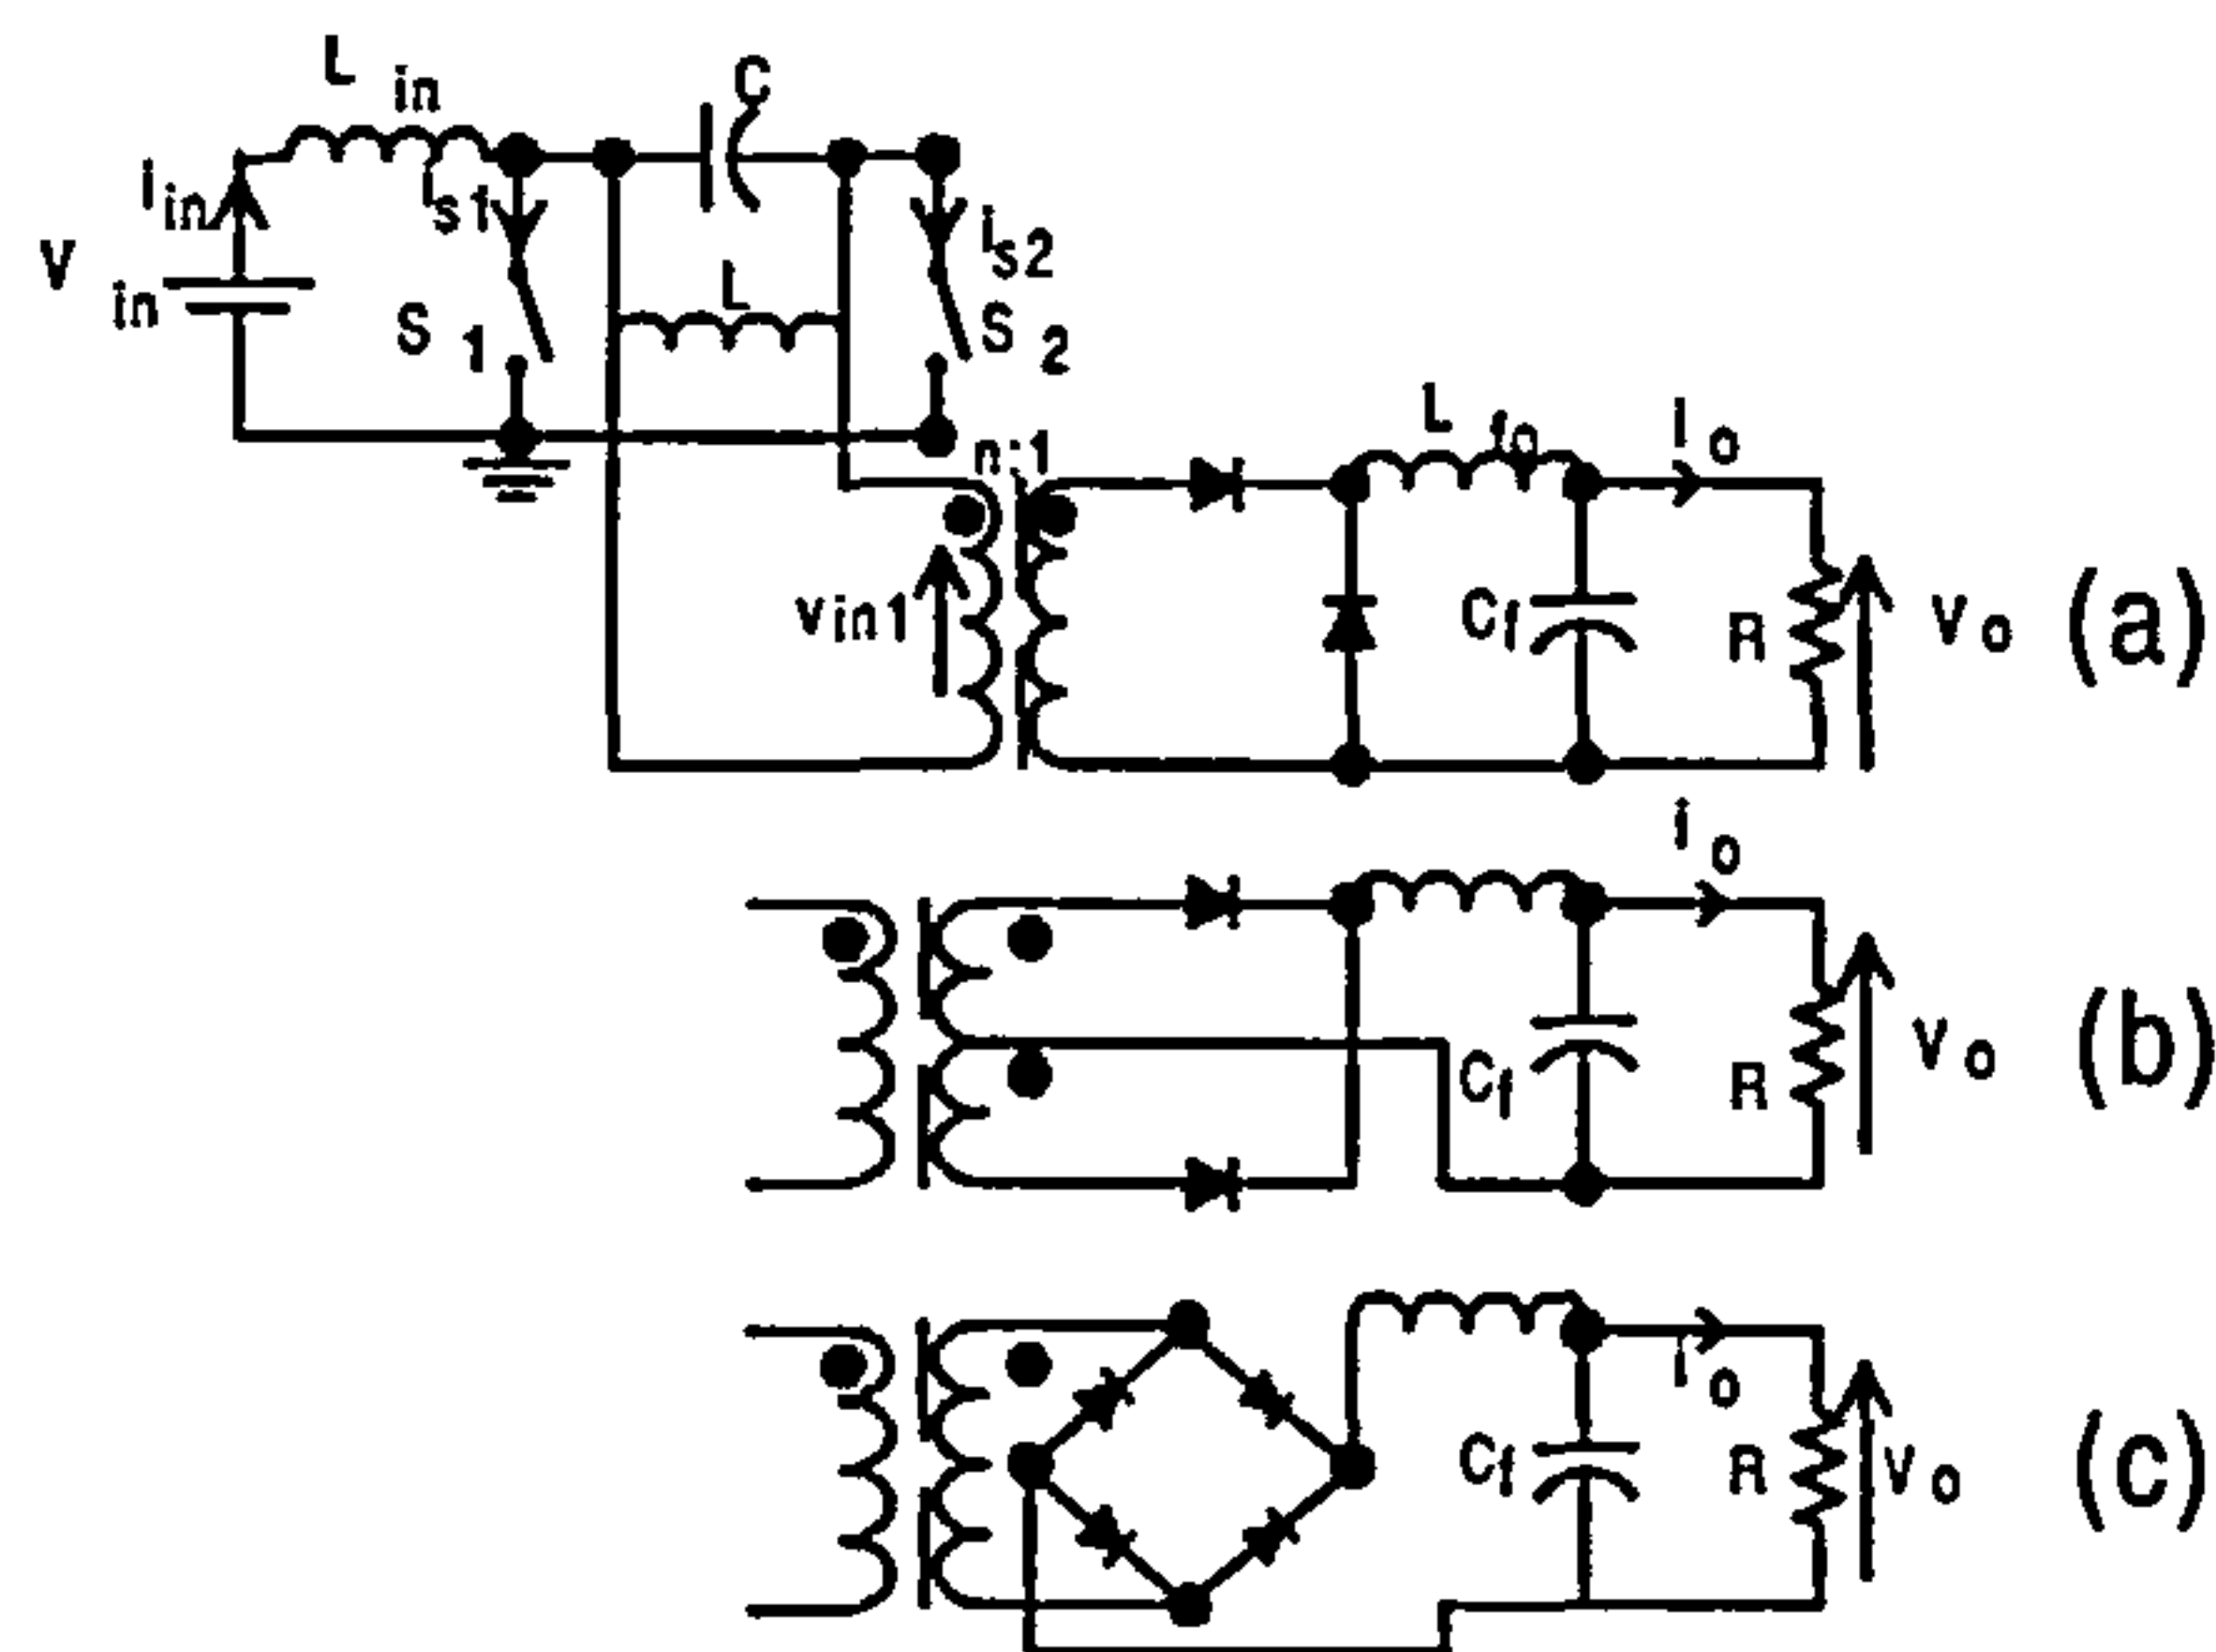 L in
C
i in
i s1
i s2
V in
S 1
L
S 2
n:1
L fo
i o
v in1
C f
R
v o
(a)
i o
C f
R
v o
(b)
i o
C f
R
v o
(c)